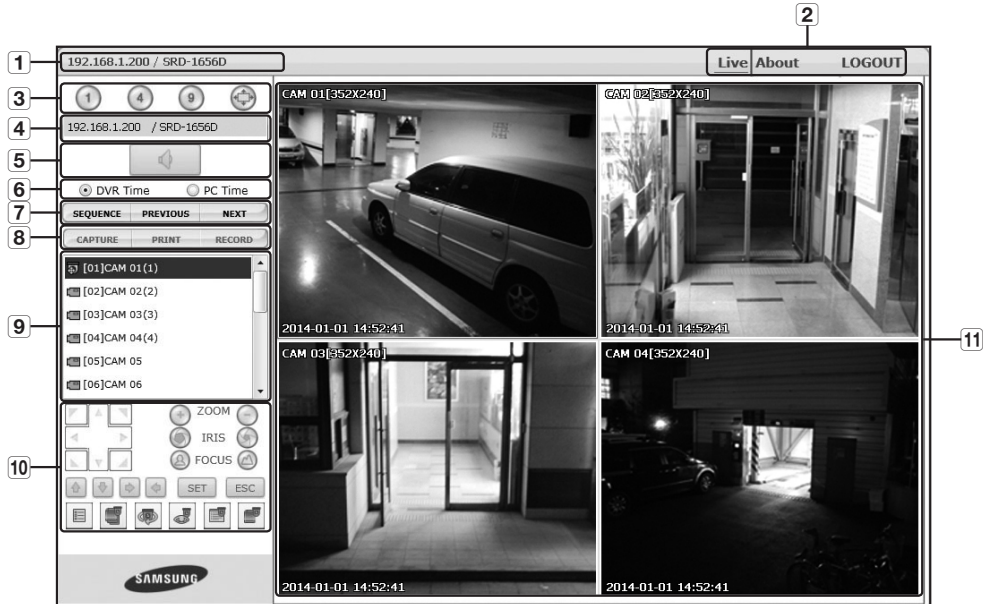 2
1
192.168.1.200 / SRD-1656D
Live About LOGOUT
3
1 4 9
4
192.168.1.200 / SRD-1656D
5
6
DVR Time PC Time
7
SEQUENCE PREVIOUS NEXT
8
CAPTURE PRINT RECORD
9
[01]CAM 01(1)
[02]CAM 02(2)
[03]CAM 03(3)
[04]CAM 04(4)
[05]CAM 05
[06]CAM 06
10
ZOOM
IRIS
FOCUS
SET ESC
SAMSUNG
CAM 01[352X240]
2014-01-01 14:52:41
CAM 02[352X240]
2014-01-01 14:52:41
CAM 03[352X240]
2014-01-01 14:52:41
CAM 04[352X240]
2014-01-01 14:52:41
11